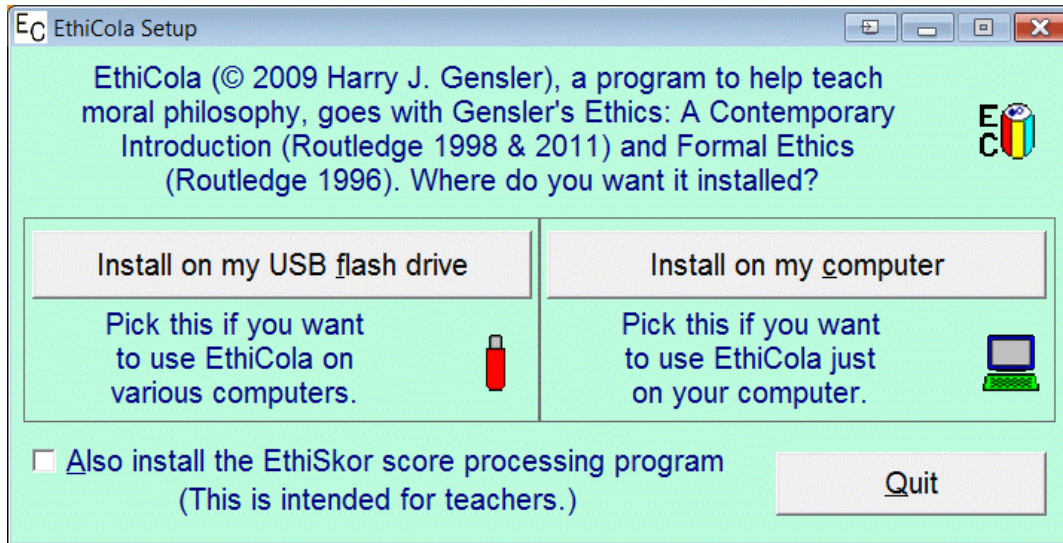 EC EthiCola Setup
EthiCola (© 2009 Harry J. Gensler), a program to help teach
moral philosophy, goes with Gensler's Ethics: A Contemporary
Introduction (Routledge 1998 & 2011) and Formal Ethics
(Routledge 1996). Where do you want it installed?
E
C
Install on my USB flash drive
Pick this if you want
to use EthiCola on
various computers.
Install on my computer
Pick this if you want
to use EthiCola just
on your computer.
Also install the EthiSkor score processing program
(This is intended for teachers.)
Quit